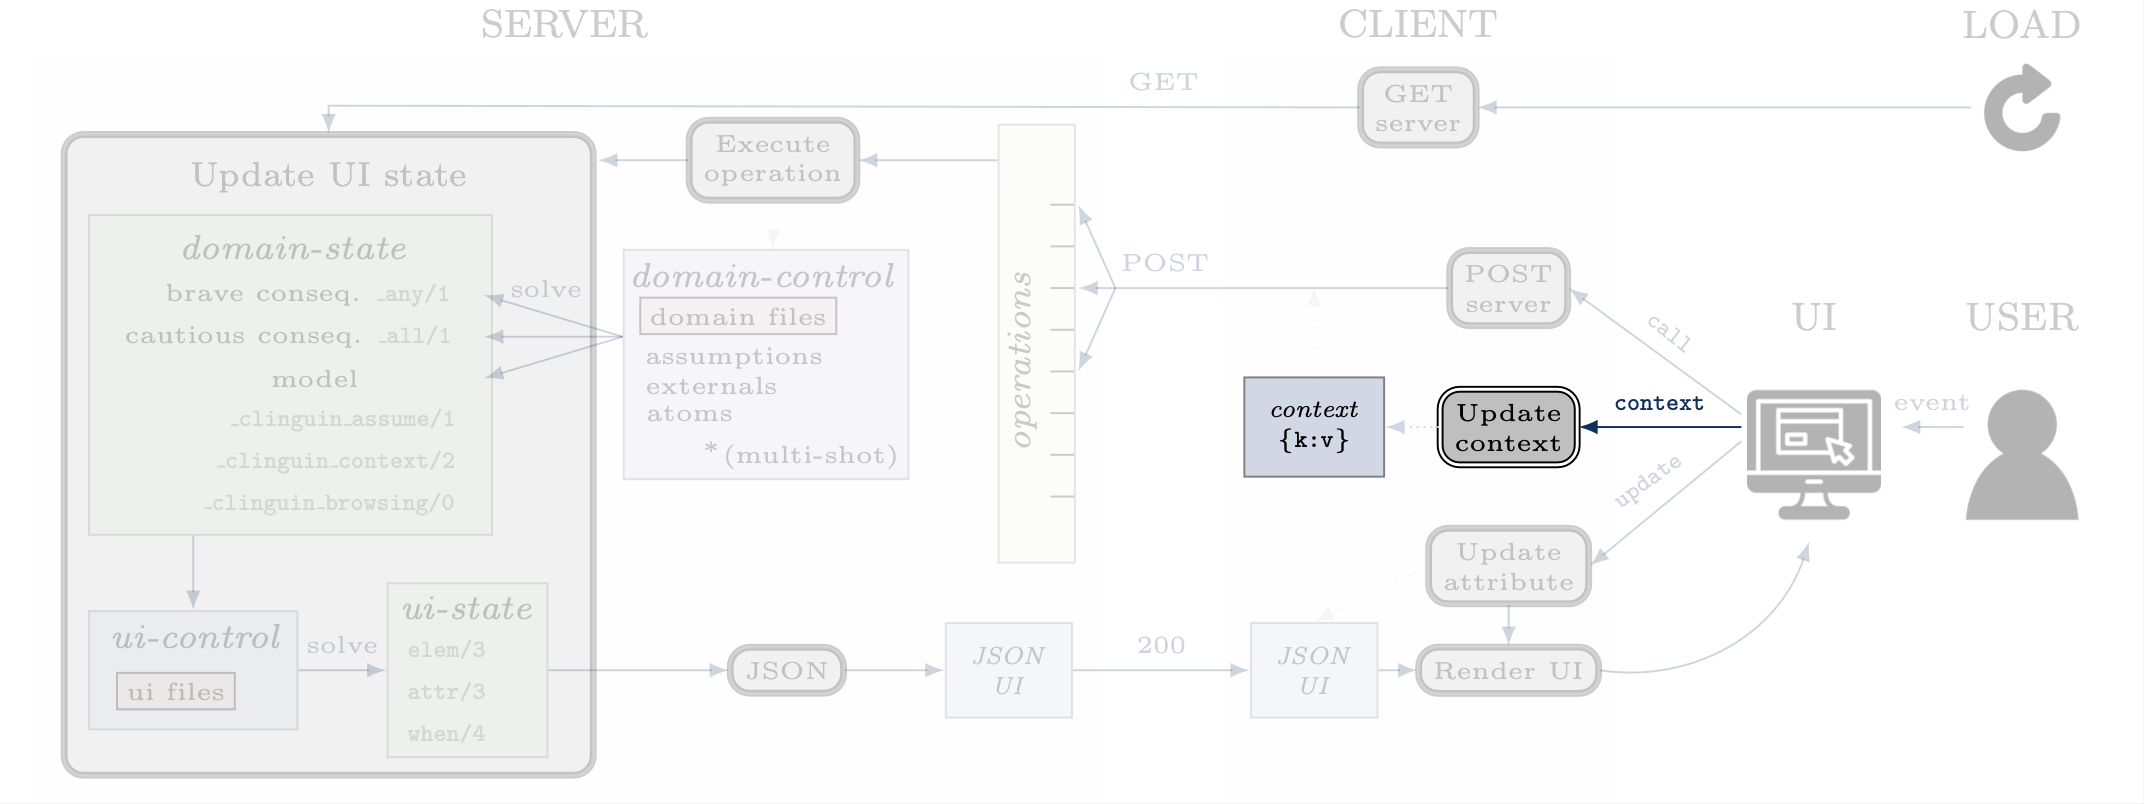 SERVER
CLIENT
LOAD
GET
GET
server
Execute
operation
Update UI state
domain-state
brave conseq. _any/1
cautious conseq. _all/1
model
_clinguin_assume/1
_clinguin_context/2
_clinguin_browsing/0
solve
domain-control
domain files
assumptions
externals
atoms
*(multi-shot)
operations
POST
POST
server
call
UI
USER
context
{k:v}
Update
context
context
event
update
Update
attribute
ui-control
ui files
solve
ui-state
elem/3
attr/3
when/4
JSON
JSON
UI
200
JSON
UI
Render UI